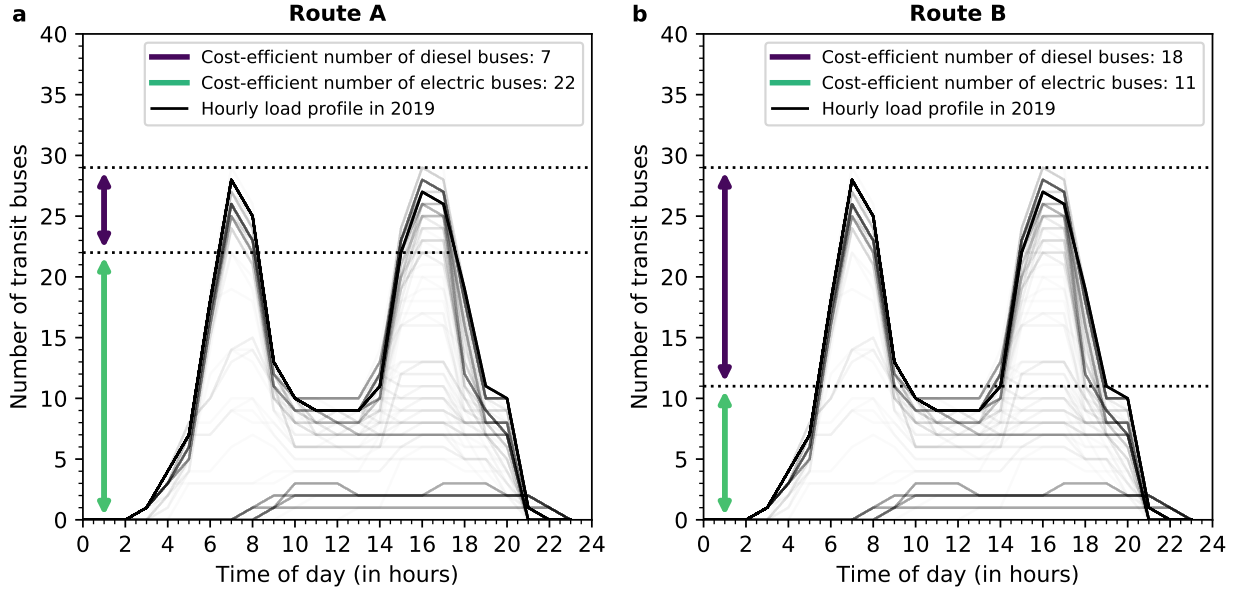 a
Route A
Cost-efficient number of diesel buses: 7
Cost-efficient number of electric buses: 22
Hourly load profile in 2019
Number of transit buses
40
35
30
25
20
15
10
5
0
0 2 4 6 8 10 12 14 16 18 20 22 24
Time of day (in hours)
b
Route B
Cost-efficient number of diesel buses: 18
Cost-efficient number of electric buses: 11
Hourly load profile in 2019
Number of transit buses
40
35
30
25
20
15
10
5
0
0 2 4 6 8 10 12 14 16 18 20 22 24
Time of day (in hours)